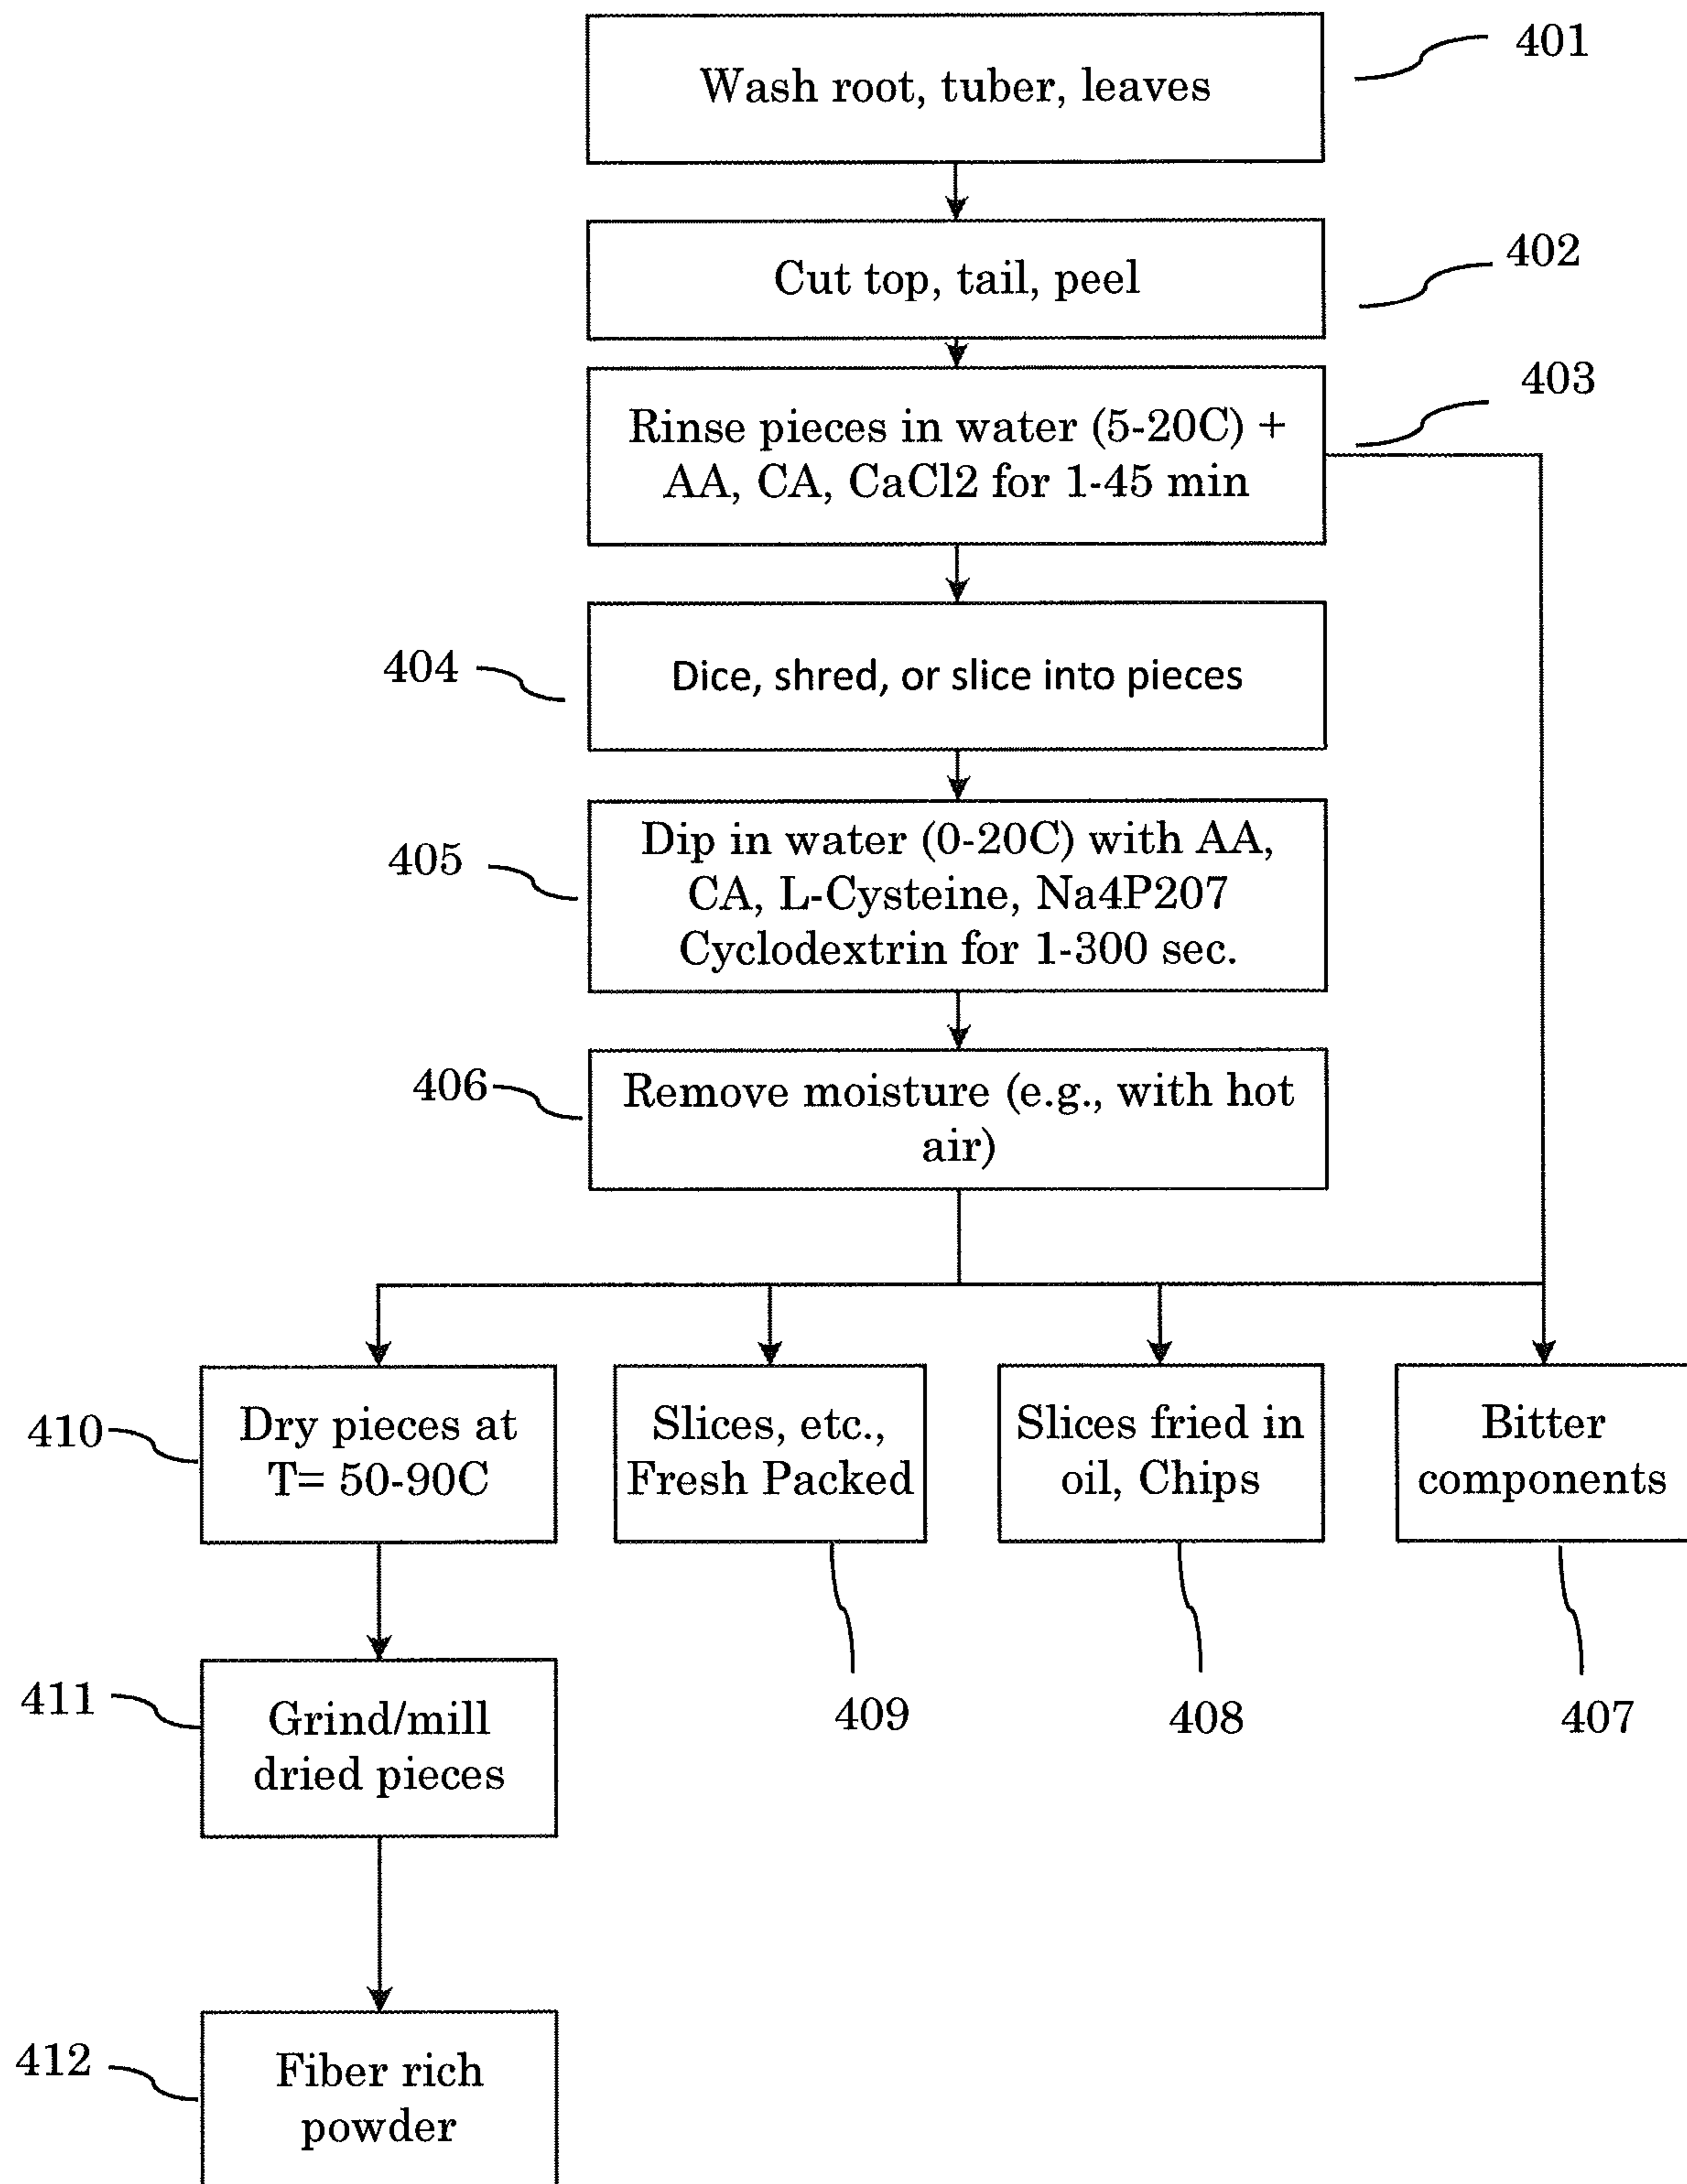 Wash root, tuber, leaves
401
Cut top, tail, peel
402
Rinse pieces in water (5-20C) +
AA, CA, CaCl2 for 1-45 min
403
404
Dice, shred, or slice into pieces
405
Dip in water (0-20C) with AA,
CA, L-Cysteine, Na4P207
Cyclodextrin for 1-300 sec.
406
Remove moisture (e.g., with hot
air)
410
Dry pieces at
T= 50-90C
Slices, etc.,
Fresh Packed
Slices fried in
oil, Chips
Bitter
components
409
408
407
411
Grind/mill
dried pieces
412
Fiber rich
powder